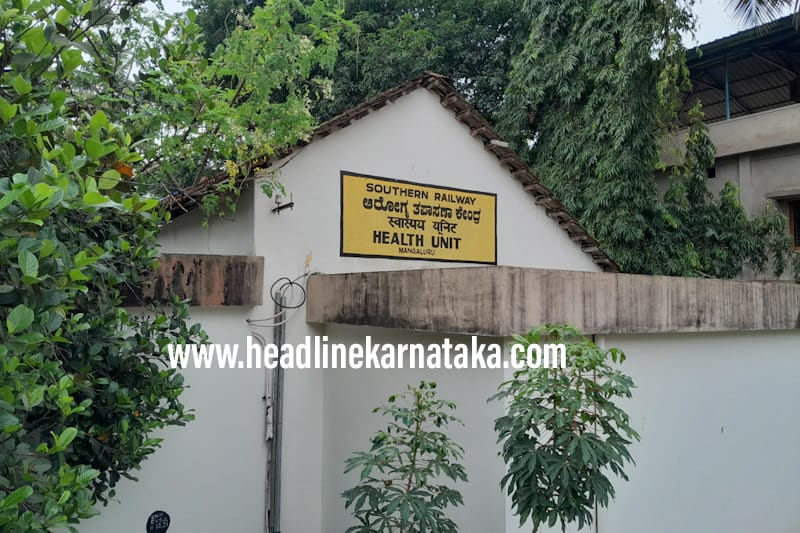 SOUTHERN RAILWAY
ಆರೋಗ್ಯ ತಪಾಸಣಾ ಕೇಂದ್ರ
स्वास्थ्य यूनिट
HEALTH UNIT
MANGALURU
www.headlinekarnataka.com